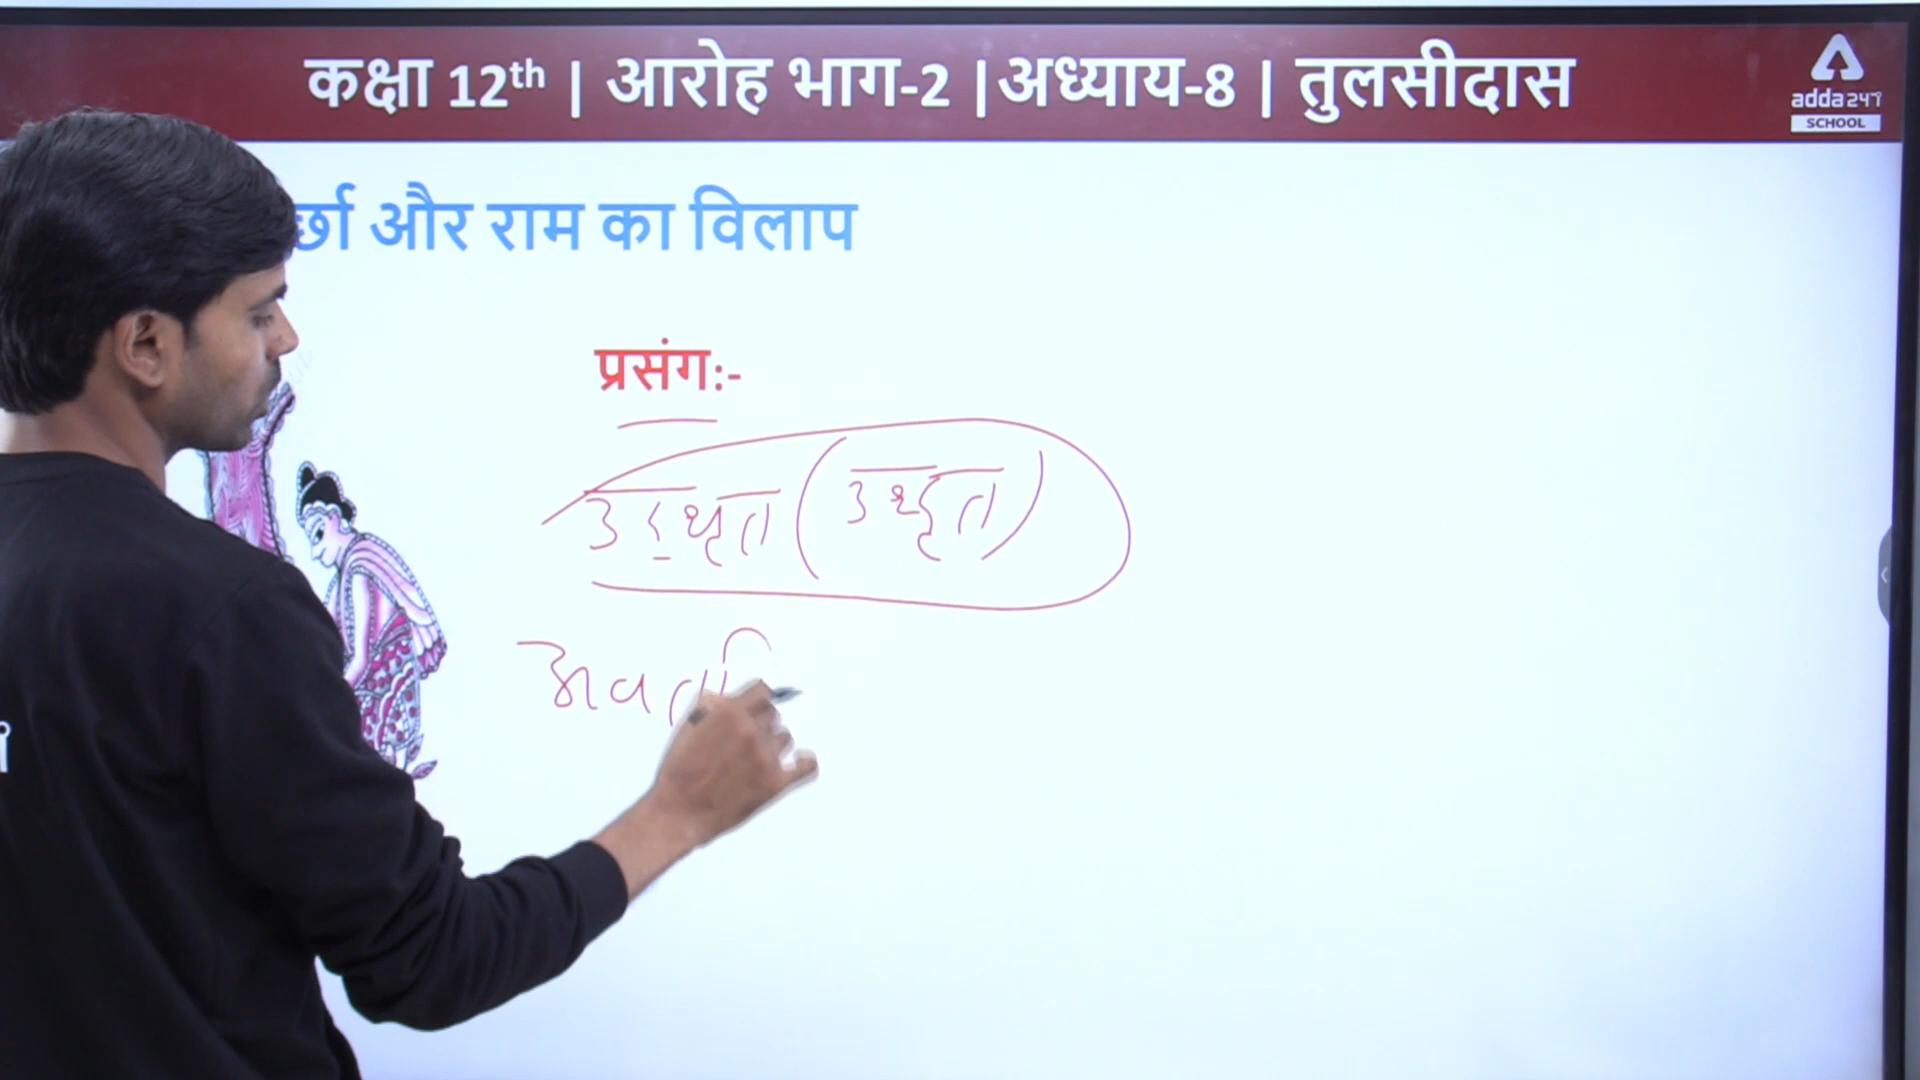 कक्षा 12th | आरोह भाग-2 |अध्याय-8 | तुलसीदास
adda247
SCHOOL
र्छा और राम का विलाप
प्रसंग:-
उद्धृत (उद्धृत)